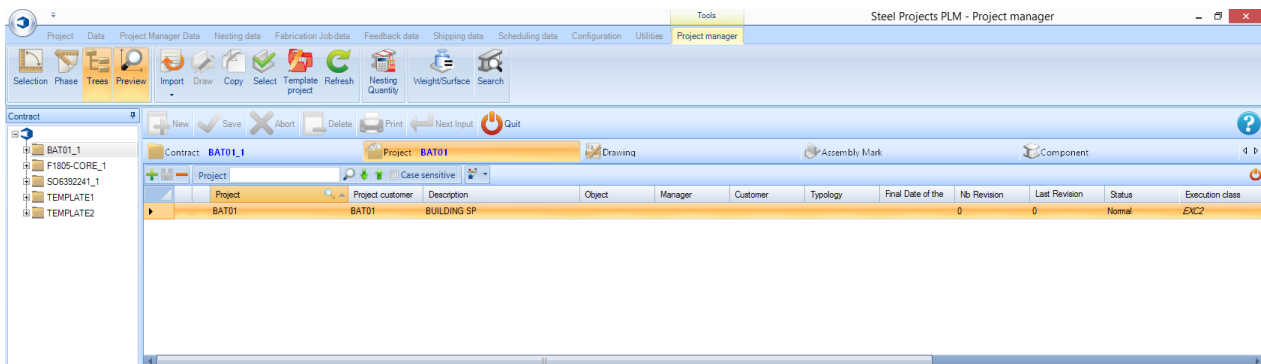 Tools
Steel Projects PLM - Project manager
Project Data Project Manager Data Nesting data Fabrication Job data Feedback data Shipping data Scheduling data Configuration Utilities Project manager
Selection Phase Trees Preview Import Draw Copy Select Template project Refresh Nesting Quantity Weight/Surface Search
Contract
New Save Abort Delete Print Next Input Quit
BAT01_1
F1805-CORE_1
SO6392241_1
TEMPLATE1
TEMPLATE2
Contract BAT01_1 Project BAT01 Drawing Assembly Mark Component
Project Case sensitive
Project Project customer Description Object Manager Customer Typology Final Date of the Nb Revision Last Revision Status Execution class
BAT01 BAT01 BUILDING SP 0 0 Normal EXC2